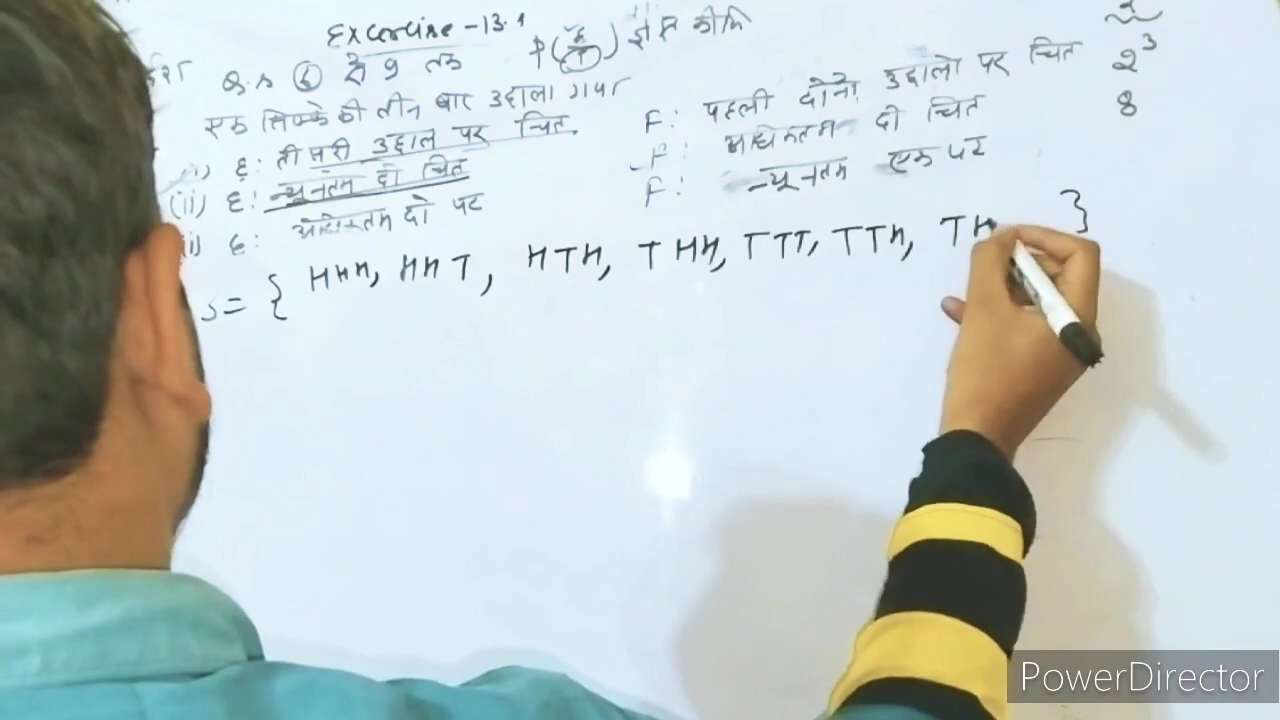 Excercise - 13.1
Q.s ⑥ से 9 तक P(E/F) ज्ञात कीजि
एक सिक्के को तीन बार उछाला गया
i) E: तीसरी उछाल पर चित. F: पहली दोनों उछालो पर चित
(ii) E: न्यूनतम दो चित F: अधिकतम दो चित
i) E: अधिकतम दो पट F: न्यूनतम एक पट
2³
8
S = { HHH, HHT, HTH, THH, TTT, TTH, TH }
PowerDirector